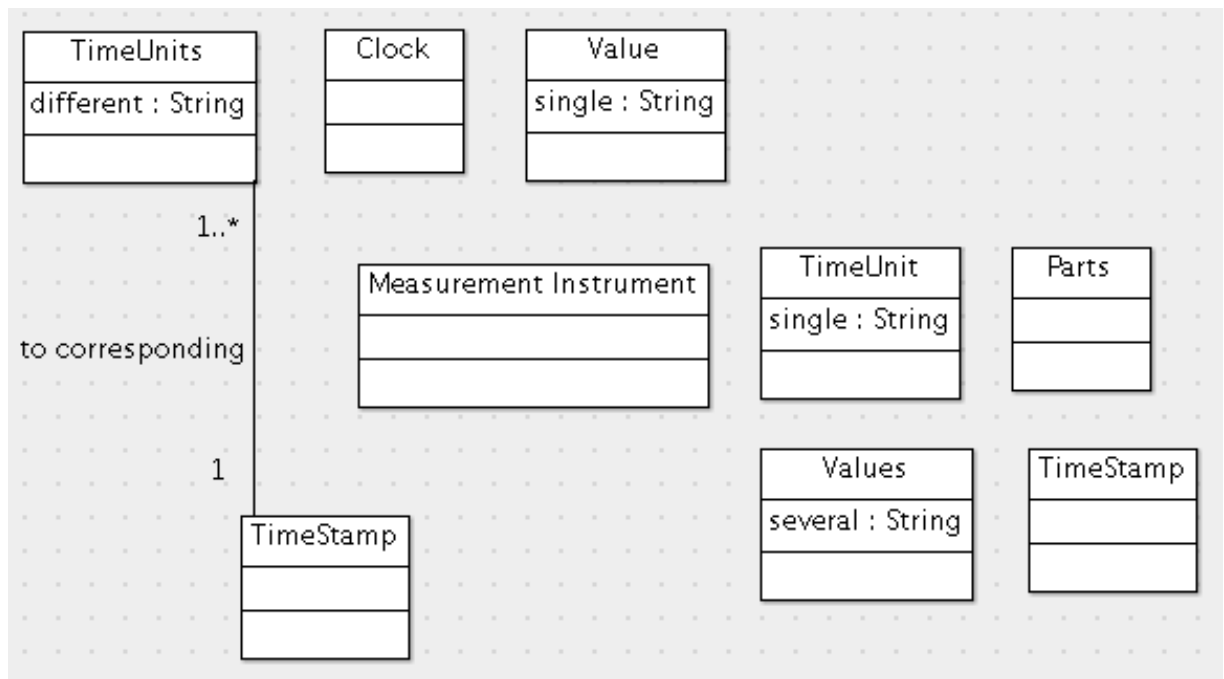 TimeUnits
different : String
Clock
Value
single : String
1..*
to corresponding
1
TimeStamp
Measurement Instrument
TimeUnit
single : String
Parts
Values
several : String
TimeStamp